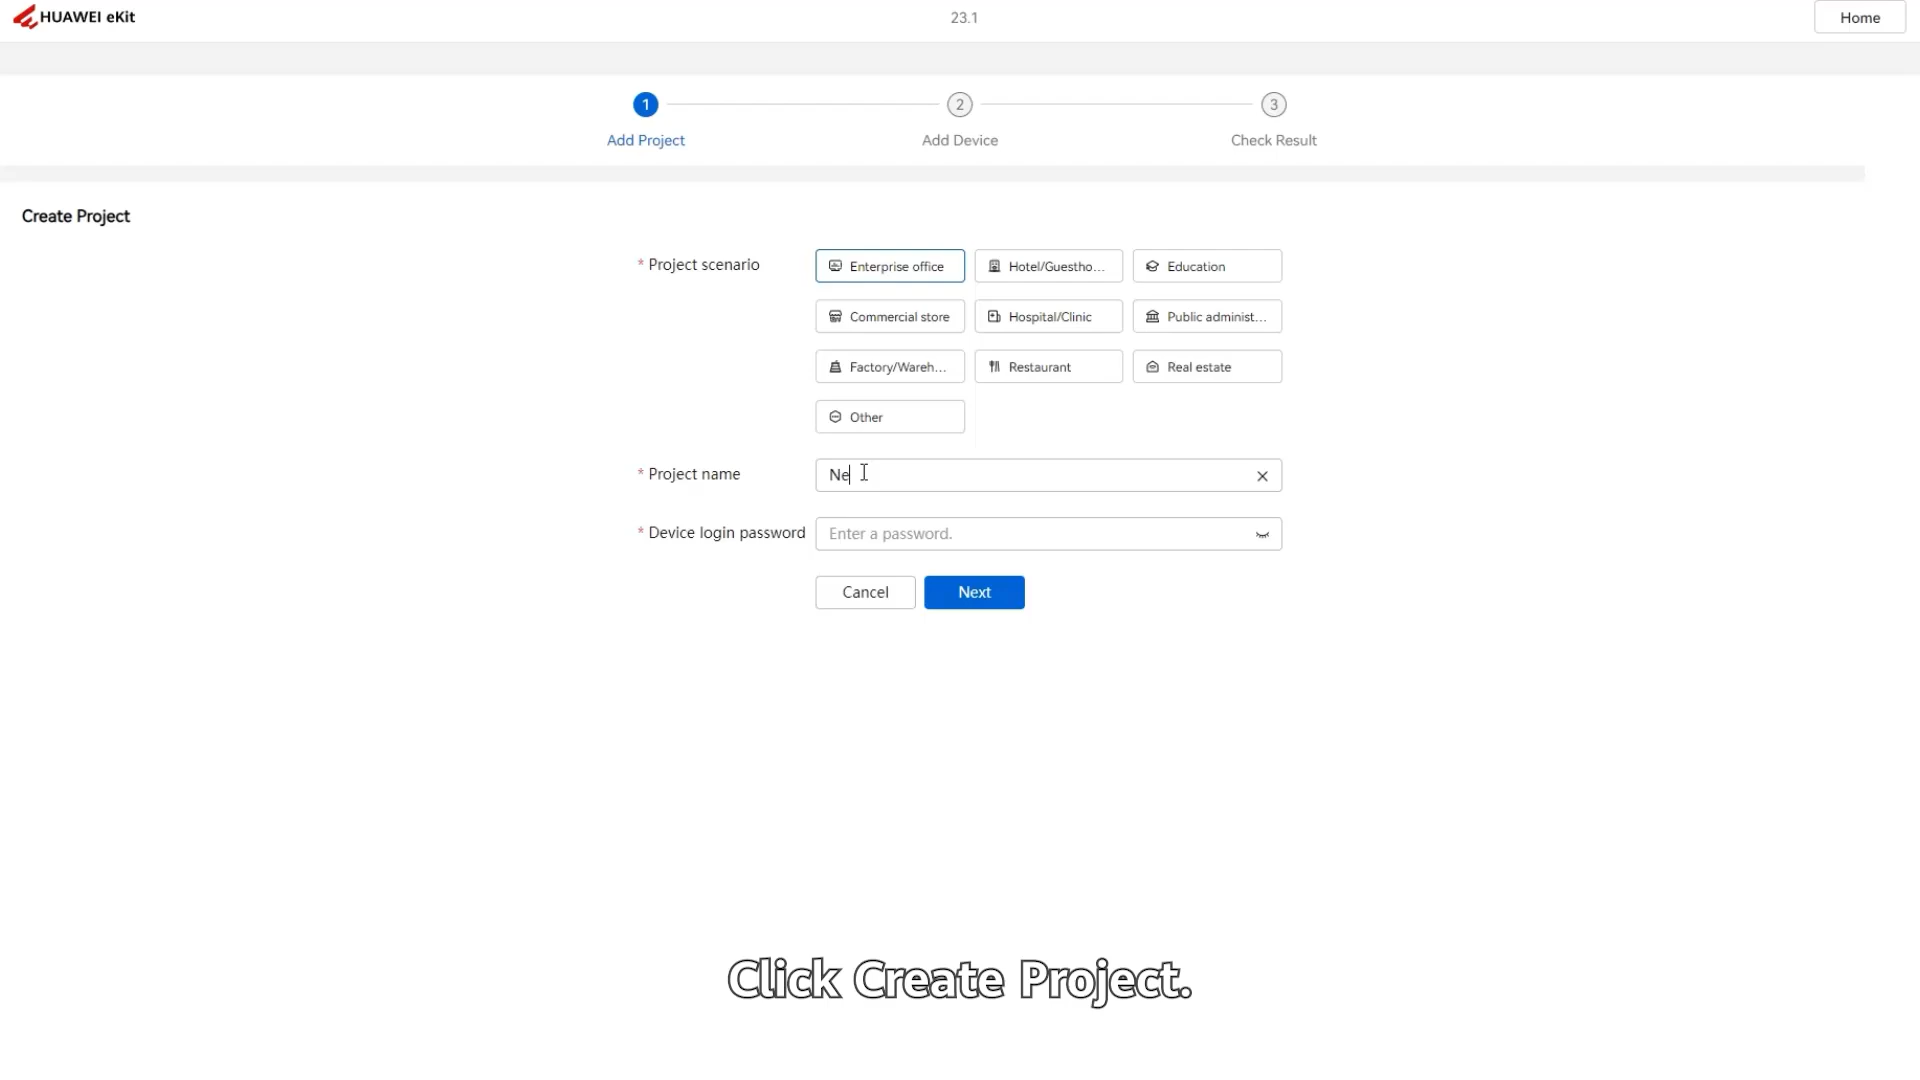 HUAWEI eKit
23.1
Home
1
2
3
Add Project
Add Device
Check Result
Create Project
* Project scenario
Enterprise office
Hotel/Guestho...
Education
Commercial store
Hospital/Clinic
Public administ...
Factory/Wareh...
Restaurant
Real estate
Other
* Project name
Ne
* Device login password
Enter a password.
Cancel
Next
Click Create Project.